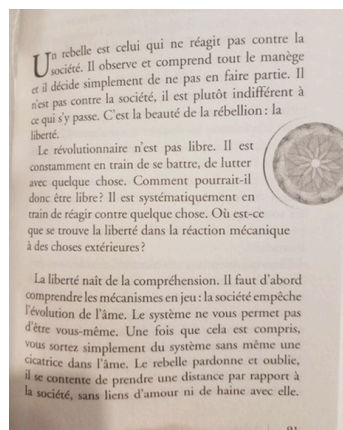 Un rebelle est celui qui ne réagit pas contre la
société. Il observe et comprend tout le manège
et il décide simplement de ne pas en faire partie. Il
n'est pas contre la société, il est plutôt indifférent à
ce qui s'y passe. C'est la beauté de la rébellion : la
liberté.
Le révolutionnaire n'est pas libre. Il est
constamment en train de se battre, de lutter
avec quelque chose. Comment pourrait-il
donc être libre ? Il est systématiquement en
train de réagir contre quelque chose. Où est-ce
que se trouve la liberté dans la réaction mécanique
à des choses extérieures ?
La liberté naît de la compréhension. Il faut d'abord
comprendre les mécanismes en jeu : la société empêche
l'évolution de l'âme. Le système ne vous permet pas
d'être vous-même. Une fois que cela est compris,
vous sortez simplement du système sans même une
cicatrice dans l'âme. Le rebelle pardonne et oublie,
il se contente de prendre une distance par rapport à
la société, sans liens d'amour ni de haine avec elle.